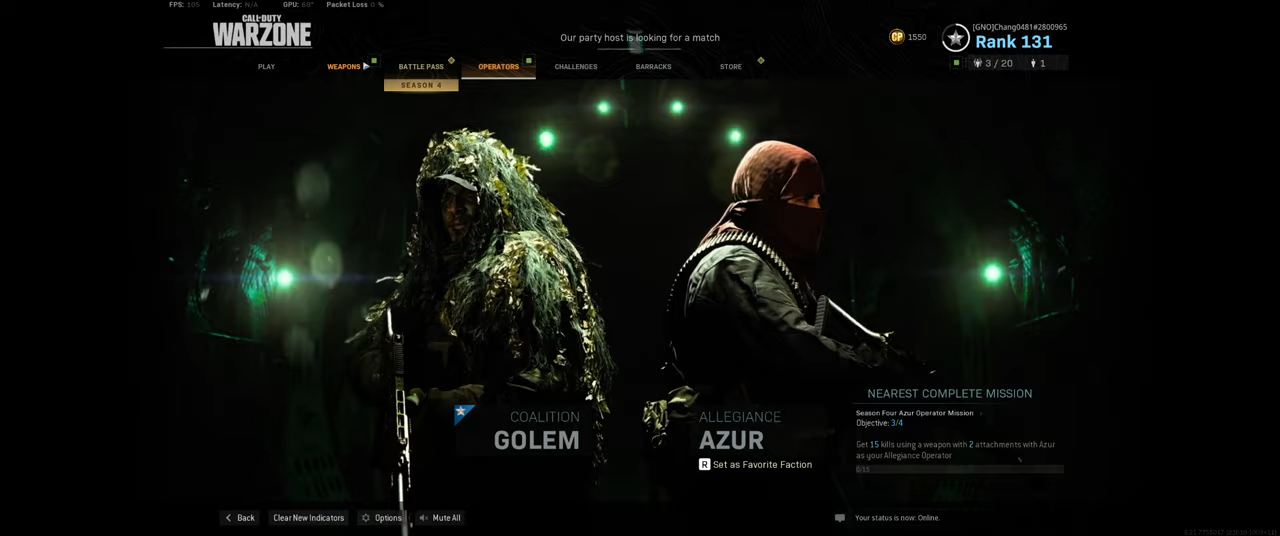 FPS: 105 Latency: N/A GPU: 68° Packet Loss 0 %
CALL OF DUTY
WARZONE
Our party host is looking for a match
CP 1550
[GNO]Chang0481#2800965
Rank 131
3 / 20 1
PLAY WEAPONS BATTLE PASS OPERATORS CHALLENGES BARRACKS STORE
SEASON 4
COALITION
GOLEM
ALLEGIANCE
AZUR
R Set as Favorite Faction
NEAREST COMPLETE MISSION
Season Four Azur Operator Mission
Objective: 3/4
Get 15 kills using a weapon with 2 attachments with Azur
as your Allegiance Operator
0/15
Back Clear New Indicators Options Mute All
Your status is now: Online.